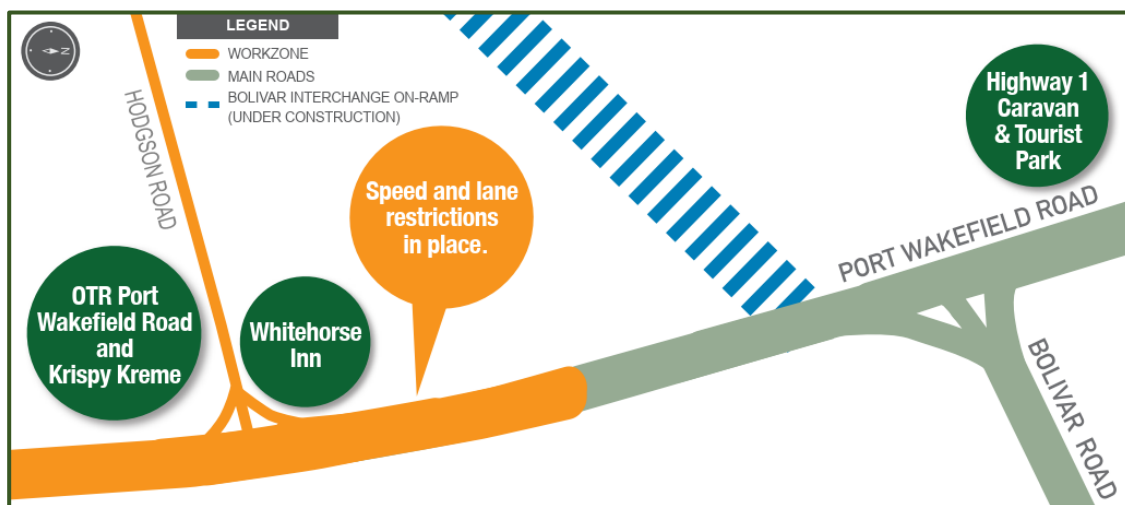 N
LEGEND
WORKZONE
MAIN ROADS
BOLIVAR INTERCHANGE ON-RAMP
(UNDER CONSTRUCTION)
HODGSON ROAD
Highway 1
Caravan
& Tourist
Park
Speed and lane
restrictions
in place.
PORT WAKEFIELD ROAD
OTR Port
Wakefield Road
and
Krispy Kreme
Whitehorse
Inn
BOLIVAR ROAD